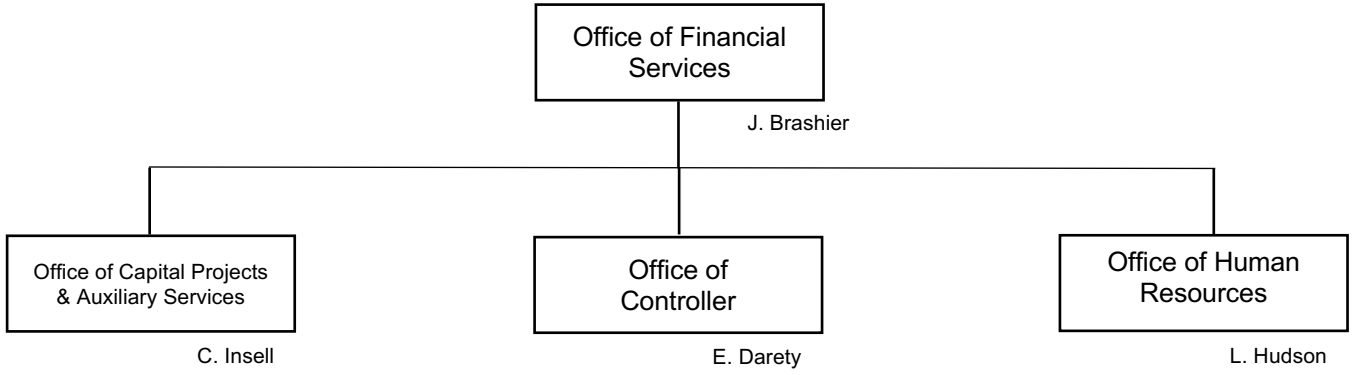 Office of Financial
Services
J. Brashier
Office of Capital Projects
& Auxiliary Services
C. Insell
Office of
Controller
E. Darety
Office of Human
Resources
L. Hudson